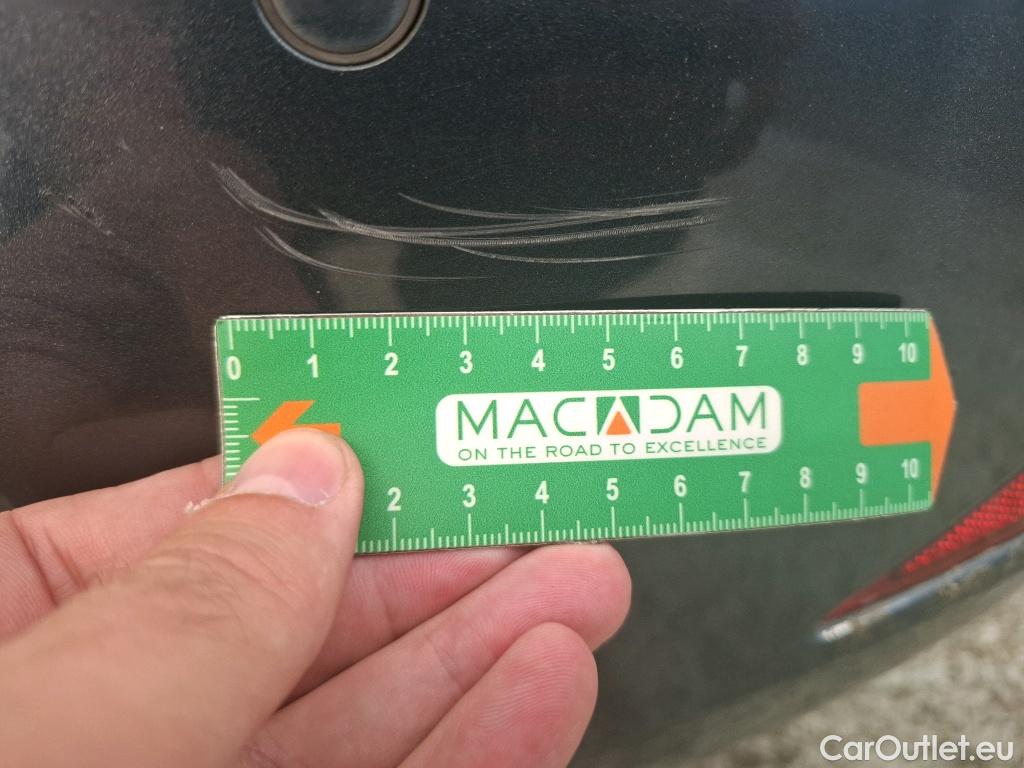 0 1 2 3 4 5 6 7 8 9 10
MACADAM
ON THE ROAD TO EXCELLENCE
2 3 4 5 6 7 8 9 10
CarOutlet.eu